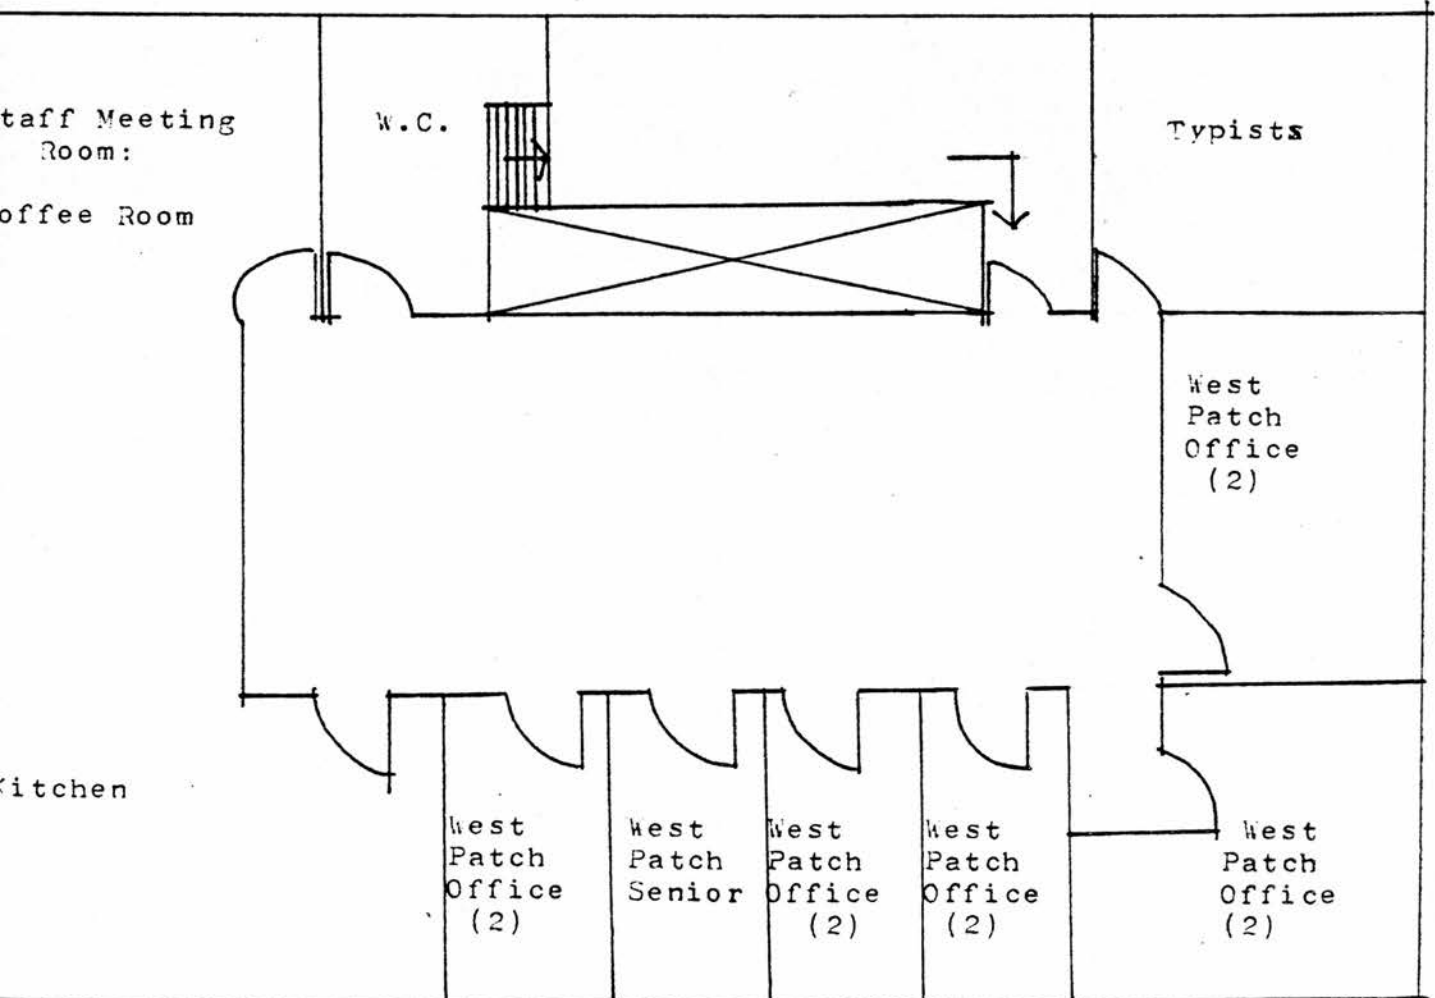 taff Meeting
Room:
offee Room
W.C.
Typists
West
Patch
Office
(2)
Kitchen
West
Patch
Office
(2)
West
Patch
Senior
West
Patch
Office
(2)
West
Patch
Office
(2)
West
Patch
Office
(2)